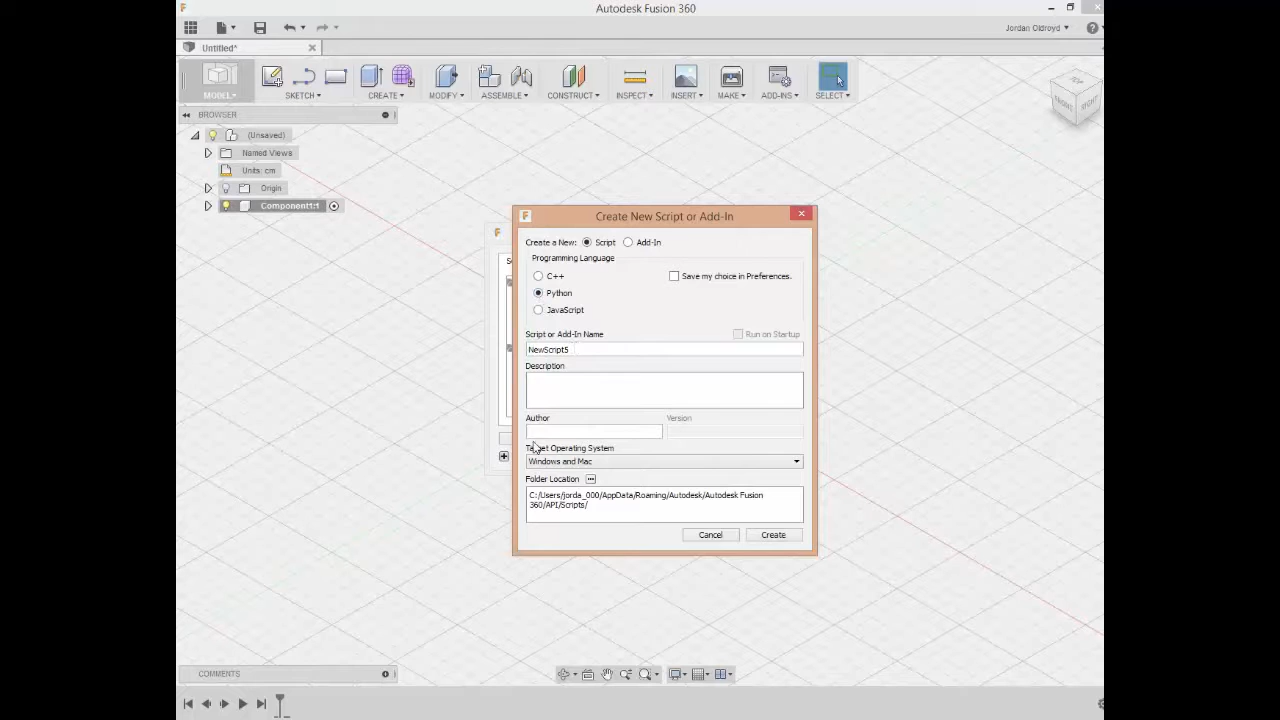 Autodesk Fusion 360
Jordan Oldroyd
Untitled*
MODEL
SKETCH
CREATE
MODIFY
ASSEMBLE
CONSTRUCT
INSPECT
INSERT
MAKE
ADD-INS
SELECT
TOP
FRONT
RIGHT
BROWSER
(Unsaved)
Named Views
Units: cm
Origin
Component1:1
Create New Script or Add-In
Create a New: Script Add-In
Programming Language
C++
Save my choice in Preferences.
Python
JavaScript
Script or Add-In Name
Run on Startup
NewScript5
Description
Author
Version
Target Operating System
Windows and Mac
Folder Location
C:/Users/jorda_000/AppData/Roaming/Autodesk/Autodesk Fusion
360/API/Scripts/
Cancel
Create
COMMENTS